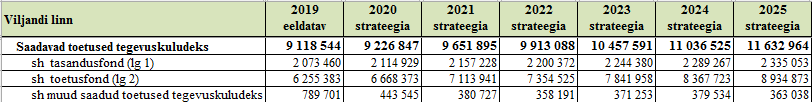 Viljandi linn 2019 eeldatav 2020 strateegia 2021 strateegia 2022 strateegia 2023 strateegia 2024 strateegia 2025 strateegia
Saadavad toetused tegevuskuludeks 9 118 544 9 226 847 9 651 895 9 913 088 10 457 591 11 036 525 11 632 964
sh tasandusfond (lg 1) 2 073 460 2 114 929 2 157 228 2 200 372 2 244 380 2 289 267 2 335 053
sh toetusfond (lg 2) 6 255 383 6 668 373 7 113 941 7 354 525 7 841 958 8 367 723 8 934 873
sh muud saadud toetused tegevuskuludeks 789 701 443 545 380 727 358 191 371 253 379 534 363 038